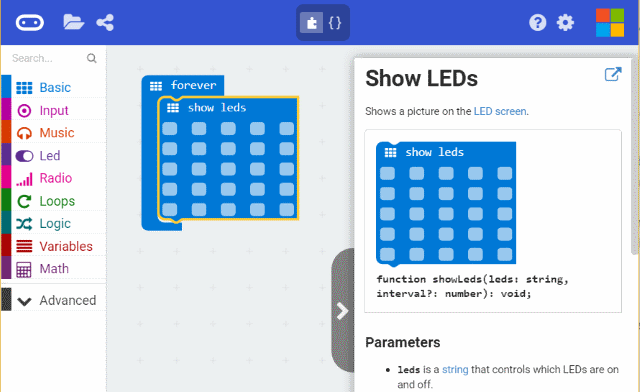 { }
?
Search...
Basic
Input
Music
Led
Radio
Loops
Logic
Variables
Math
Advanced
forever
show leds
Show LEDs
Shows a picture on the LED screen.
show leds
function showLeds(leds: string,
interval?: number): void;
Parameters
leds is a string that controls which LEDs are on
and off.